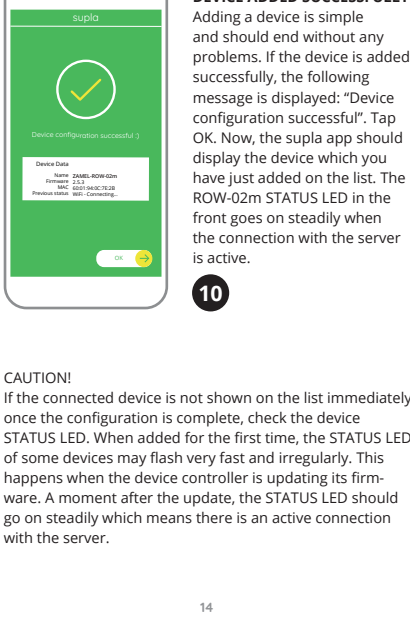 supla
Device configuration successful :)
Device Data
Name ZAMEL-ROW-02m
Firmware 2.5.3
MAC 60:01:94:0C:7E:2B
Previous status WiFi - Connecting...
OK
DEVICE ADDED SUCCESSFULLY
Adding a device is simple
and should end without any
problems. If the device is added
successfully, the following
message is displayed: “Device
configuration successful”. Tap
OK. Now, the supla app should
display the device which you
have just added on the list. The
ROW-02m STATUS LED in the
front goes on steadily when
the connection with the server
is active.
10
CAUTION!
If the connected device is not shown on the list immediately
once the configuration is complete, check the device
STATUS LED. When added for the first time, the STATUS LED
of some devices may flash very fast and irregularly. This
happens when the device controller is updating its firm-
ware. A moment after the update, the STATUS LED should
go on steadily which means there is an active connection
with the server.
14